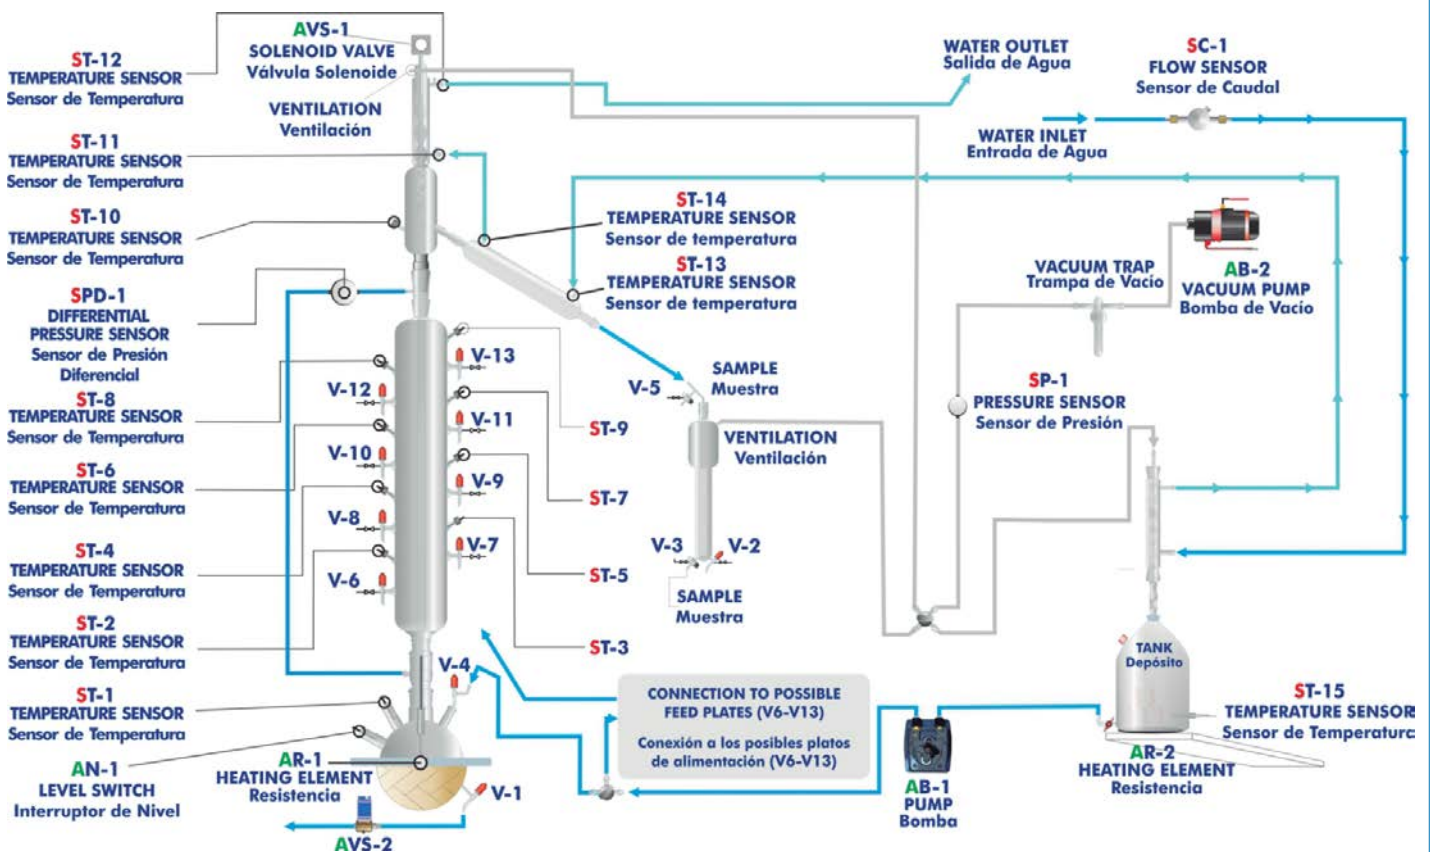 AVS-1
SOLENOID VALVE
Válvula Solenoide
VENTILATION
Ventilación
ST-12
TEMPERATURE SENSOR
Sensor de Temperatura
ST-11
TEMPERATURE SENSOR
Sensor de Temperatura
ST-10
TEMPERATURE SENSOR
Sensor de Temperatura
SPD-1
DIFFERENTIAL
PRESSURE SENSOR
Sensor de Presión
Diferencial
ST-8
TEMPERATURE SENSOR
Sensor de Temperatura
ST-6
TEMPERATURE SENSOR
Sensor de Temperatura
ST-4
TEMPERATURE SENSOR
Sensor de Temperatura
ST-2
TEMPERATURE SENSOR
Sensor de Temperatura
ST-1
TEMPERATURE SENSOR
Sensor de Temperatura
AN-1
LEVEL SWITCH
Interruptor de Nivel
AR-1
HEATING ELEMENT
Resistencia
AVS-2
V-1
V-4
V-12
V-10
V-8
V-6
V-13
V-11
V-9
V-7
ST-9
ST-7
ST-5
ST-3
ST-14
TEMPERATURE SENSOR
Sensor de temperatura
ST-13
TEMPERATURE SENSOR
Sensor de temperatura
V-5
SAMPLE
Muestra
VENTILATION
Ventilación
V-3
V-2
SAMPLE
Muestra
CONNECTION TO POSSIBLE
FEED PLATES (V6-V13)
Conexión a los posibles platos
de alimentación (V6-V13)
WATER OUTLET
Salida de Agua
WATER INLET
Entrada de Agua
SC-1
FLOW SENSOR
Sensor de Caudal
VACUUM TRAP
Trampa de Vacío
AB-2
VACUUM PUMP
Bomba de Vacío
SP-1
PRESSURE SENSOR
Sensor de Presión
TANK
Depósito
ST-15
TEMPERATURE SENSOR
Sensor de Temperatura
AR-2
HEATING ELEMENT
Resistencia
AB-1
PUMP
Bomba